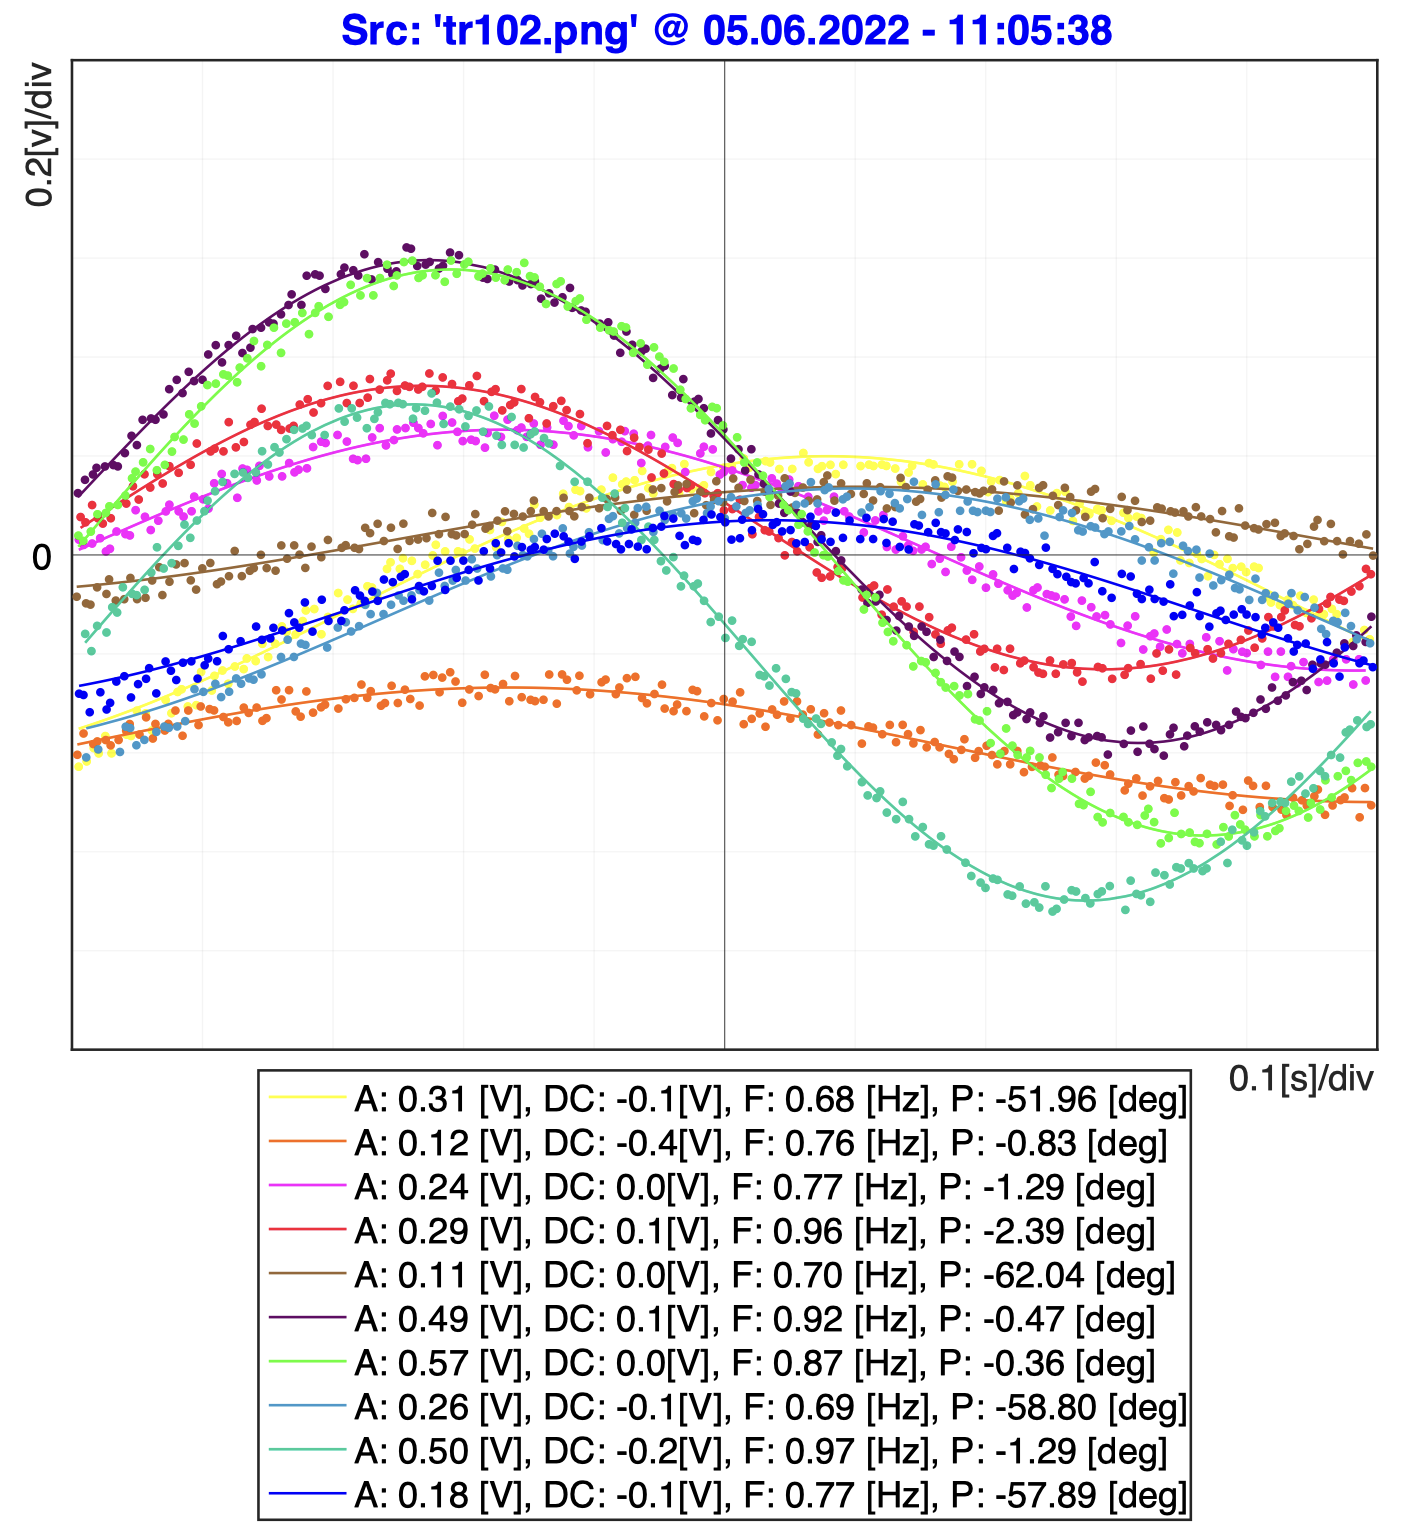 Src: 'tr102.png' @ 05.06.2022 - 11:05:38
0.2[v]/div
0
0.1[s]/div
A: 0.31 [V], DC: -0.1[V], F: 0.68 [Hz], P: -51.96 [deg]
A: 0.12 [V], DC: -0.4[V], F: 0.76 [Hz], P: -0.83 [deg]
A: 0.24 [V], DC: 0.0[V], F: 0.77 [Hz], P: -1.29 [deg]
A: 0.29 [V], DC: 0.1[V], F: 0.96 [Hz], P: -2.39 [deg]
A: 0.11 [V], DC: 0.0[V], F: 0.70 [Hz], P: -62.04 [deg]
A: 0.49 [V], DC: 0.1[V], F: 0.92 [Hz], P: -0.47 [deg]
A: 0.57 [V], DC: 0.0[V], F: 0.87 [Hz], P: -0.36 [deg]
A: 0.26 [V], DC: -0.1[V], F: 0.69 [Hz], P: -58.80 [deg]
A: 0.50 [V], DC: -0.2[V], F: 0.97 [Hz], P: -1.29 [deg]
A: 0.18 [V], DC: -0.1[V], F: 0.77 [Hz], P: -57.89 [deg]